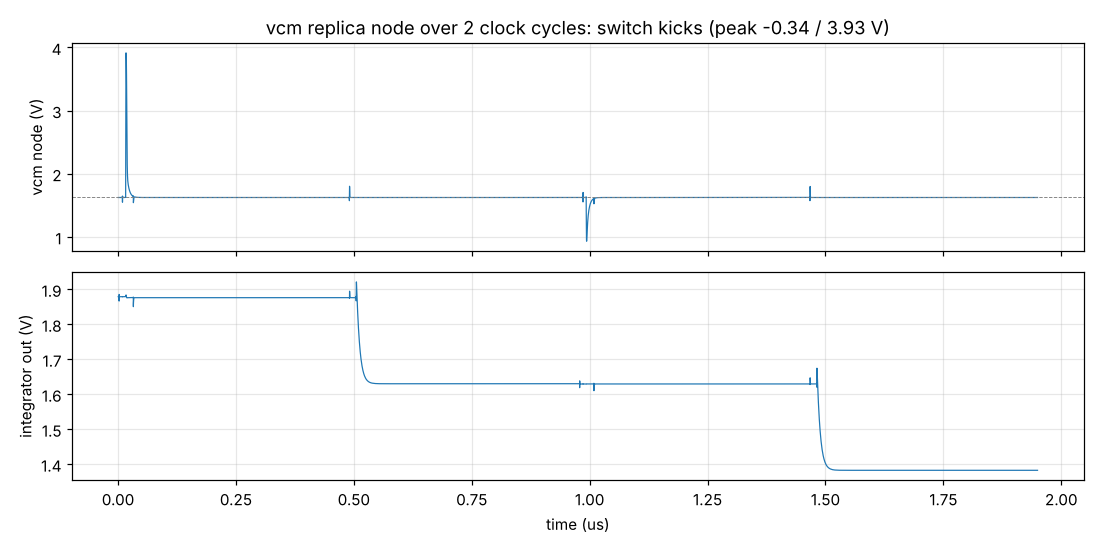 vcm replica node over 2 clock cycles: switch kicks (peak -0.34 / 3.93 V)
4
3
2
1
vcm node (V)
1.9
1.8
1.7
1.6
1.5
1.4
integrator out (V)
0.00 0.25 0.50 0.75 1.00 1.25 1.50 1.75 2.00
time (us)